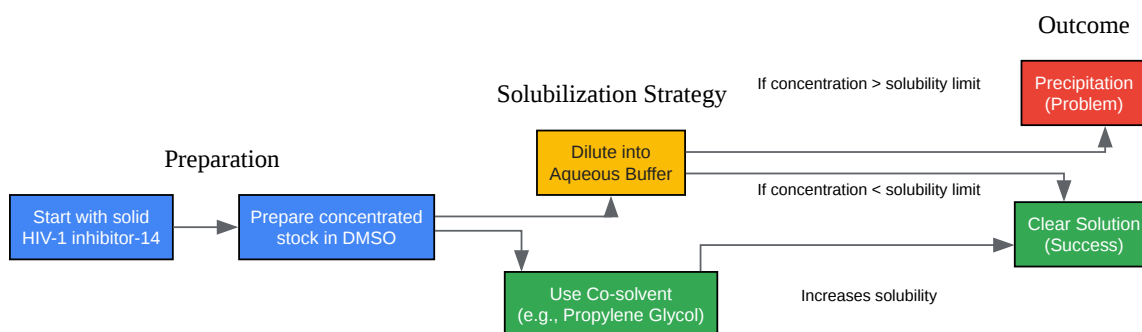 Outcome
If concentration > solubility limit
Precipitation
(Problem)
Solubilization Strategy
Dilute into
Aqueous Buffer
Preparation
If concentration < solubility limit
Start with solid
HIV-1 inhibitor-14
Prepare concentrated
stock in DMSO
Clear Solution
(Success)
Use Co-solvent
(e.g., Propylene Glycol)
Increases solubility